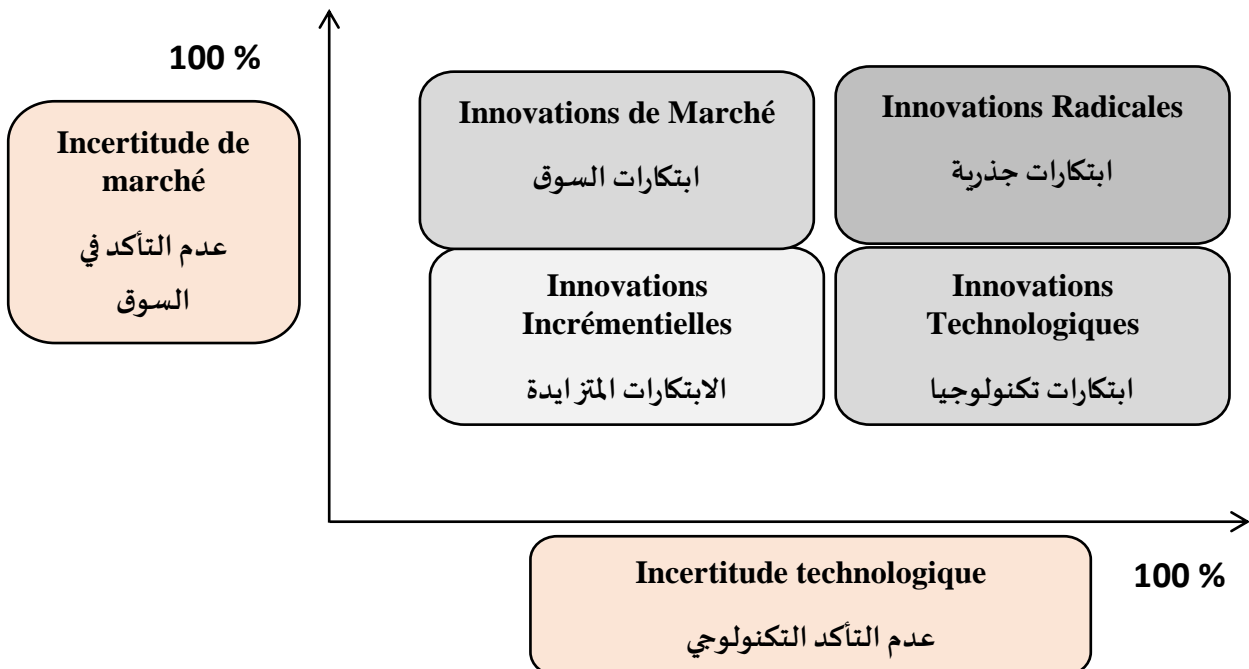 100 %
Incertitude de
marché
عدم التأكد في
السوق
Innovations de Marché
ابتكارات السوق
Innovations Radicales
ابتكارات جذرية
Innovations
Incrémentielles
الابتكارات المتزايدة
Innovations
Technologiques
ابتكارات تكنولوجيا
Incertitude technologique
عدم التأكد التكنولوجي
100 %